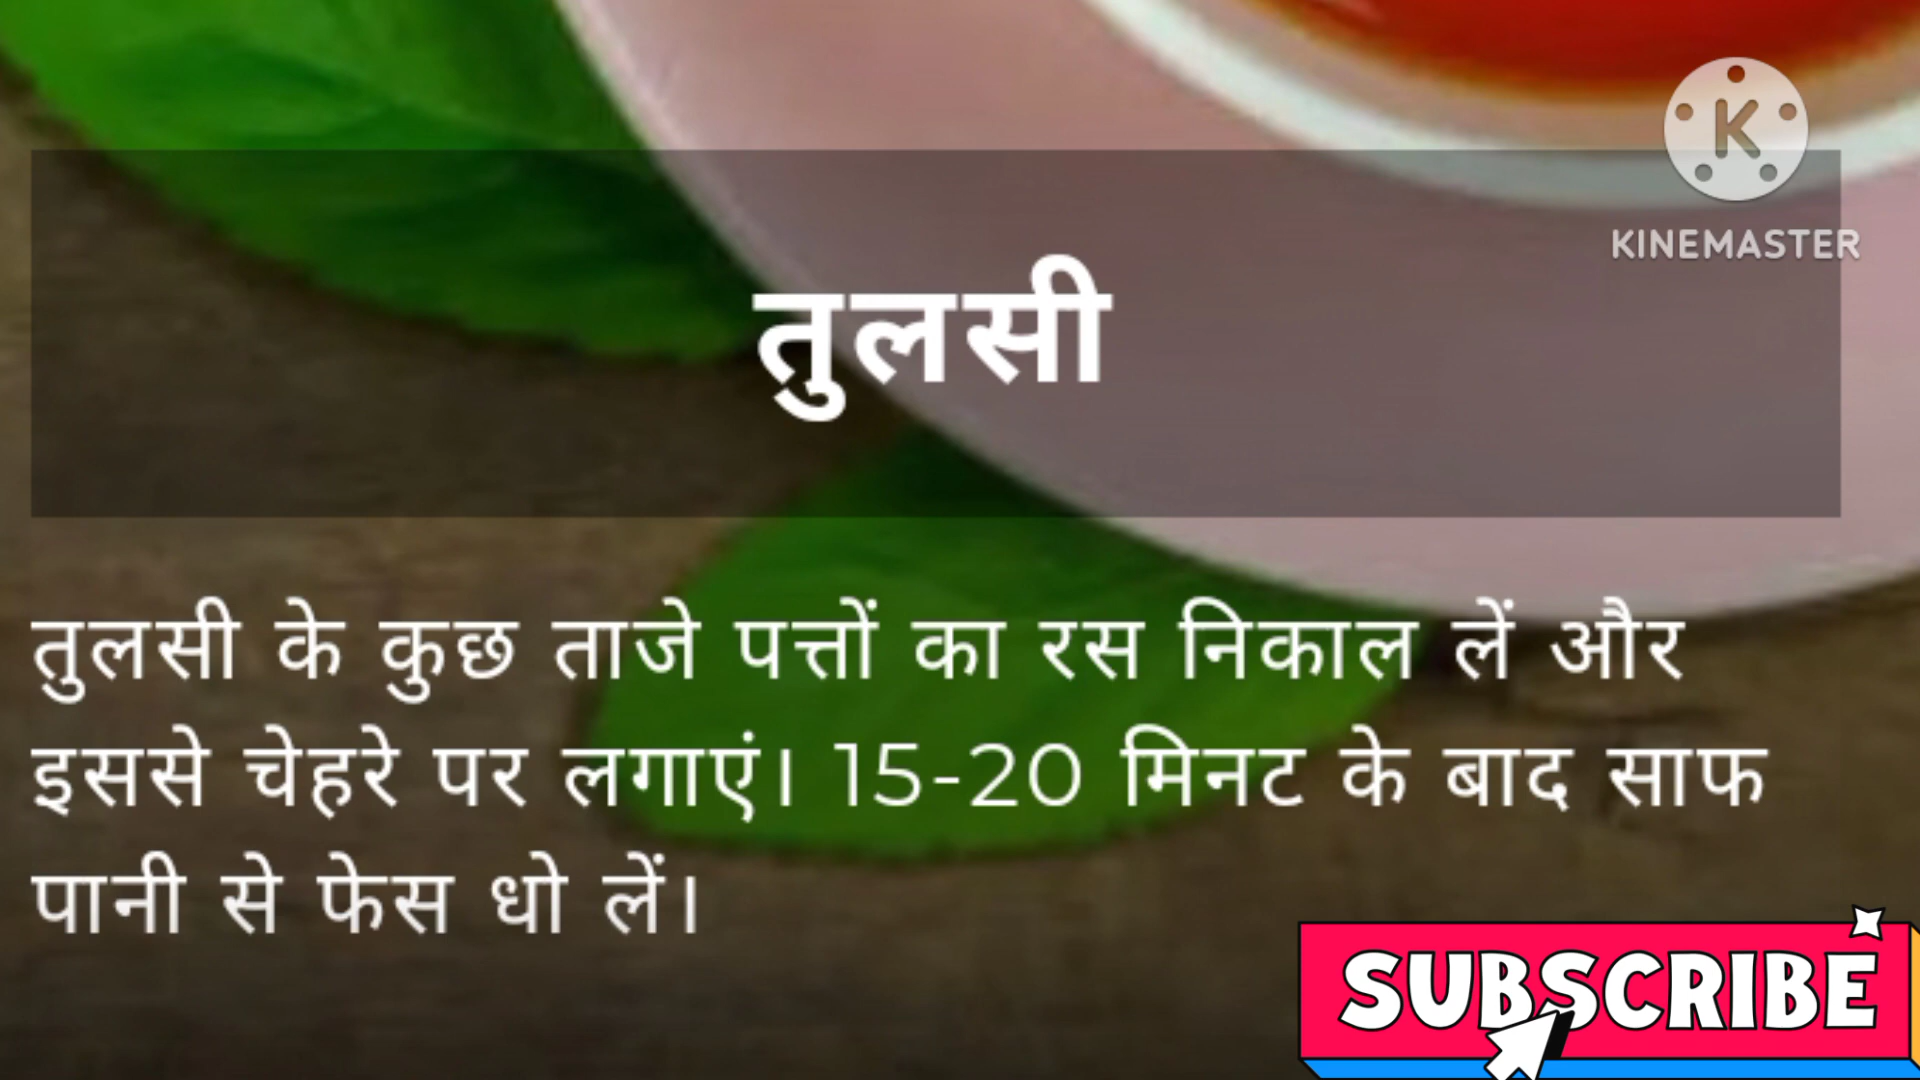 K
KINEMASTER
तुलसी
तुलसी के कुछ ताजे पत्तों का रस निकाल लें और
इससे चेहरे पर लगाएं। 15-20 मिनट के बाद साफ
पानी से फेस धो लें।
SUBSCRIBE